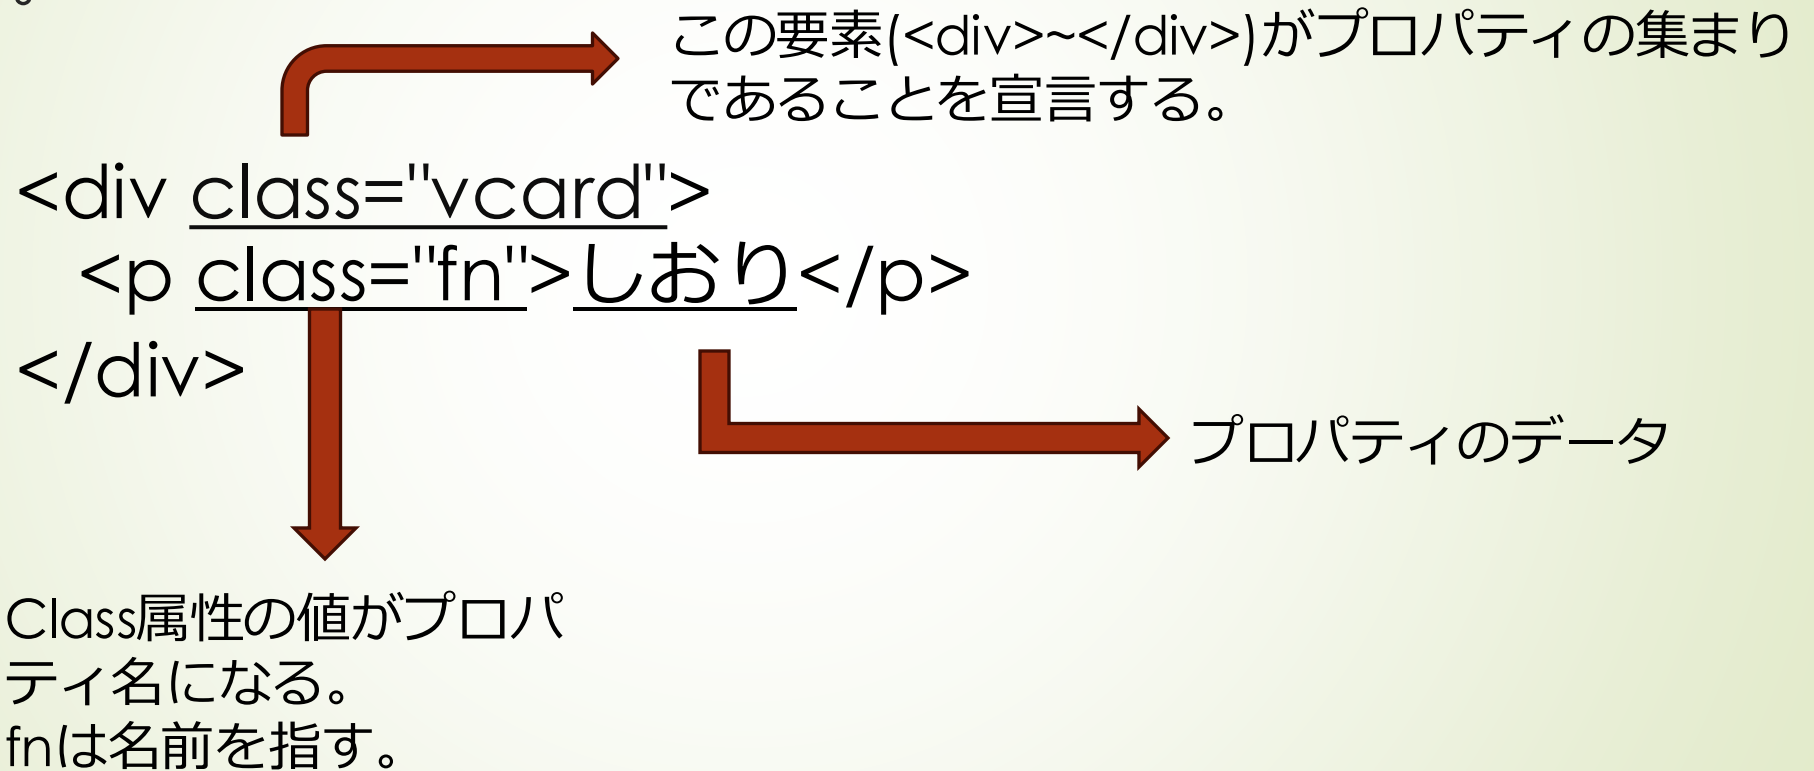 。
この要素(<div>~</div>)がプロパティの集まり
であることを宣言する。
<div class="vcard">
<p class="fn">しおり</p>
</div>
プロパティのデータ
Class属性の値がプロパ
ティ名になる。
fnは名前を指す。